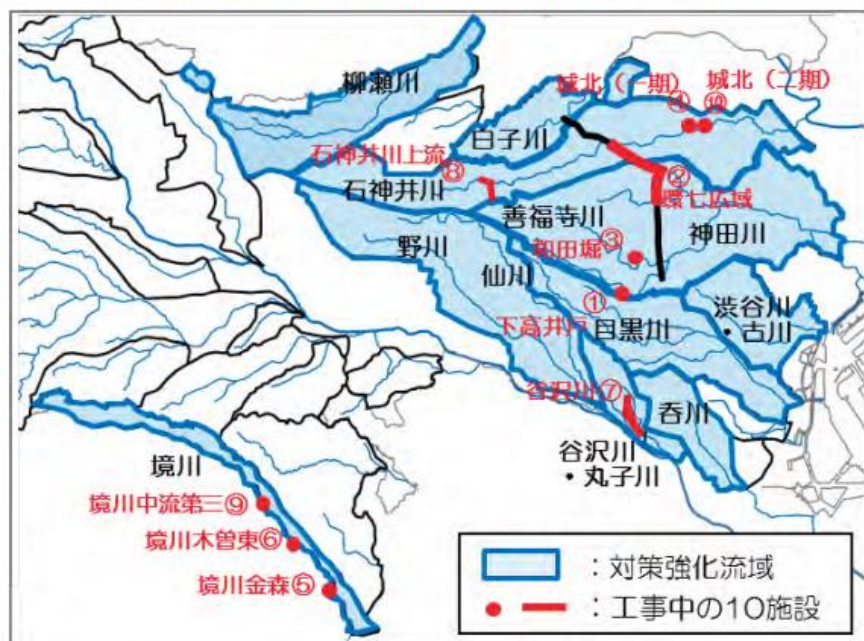 柳瀬川
城北（一期）
城北（二期）
④
⑩
白子川
石神井川上流
⑧
石神井川
②
環七広域
善福寺川
神田川
野川
和田堀③
仙川
①
下高井戸
目黒川
渋谷川
・古川
谷沢川⑦
呑川
谷沢川
・丸子川
境川
境川中流第三⑨
境川木曽東⑥
境川金森⑤
：対策強化流域
：工事中の10施設